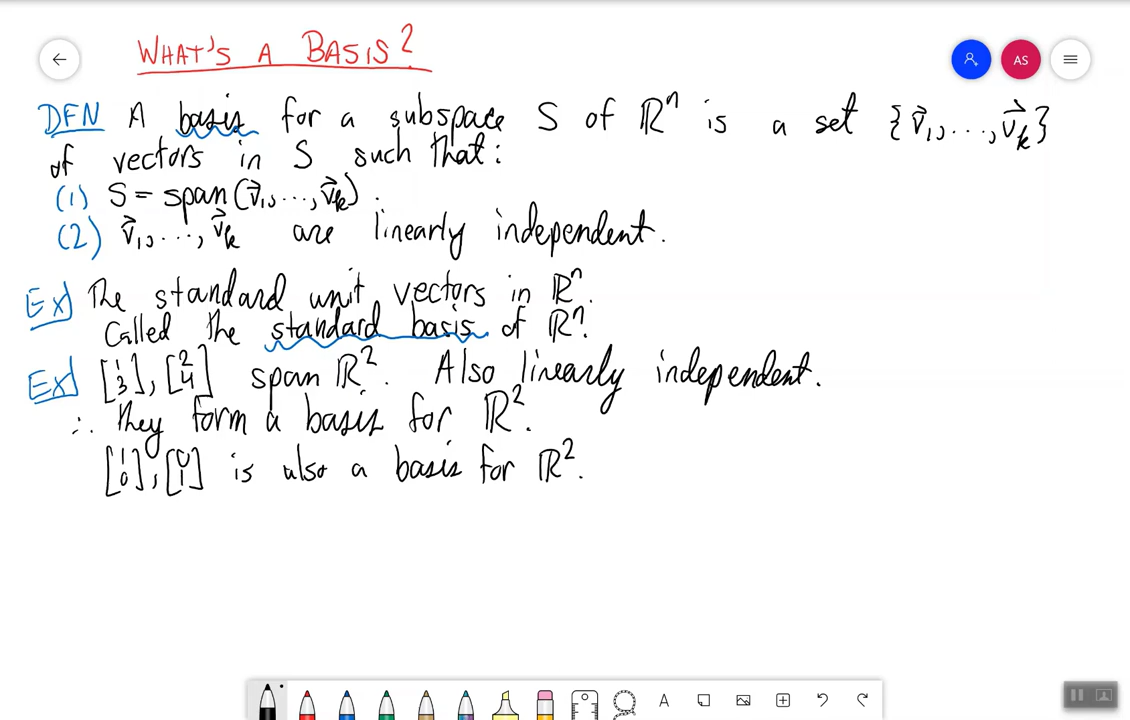 WHAT'S A BASIS?
AS
DFN A basis for a subspace S of ℝⁿ is a set {v⃗₁, ..., v⃗ₖ}
of vectors in S such that:
(1) S = span(v⃗₁, ..., v⃗ₖ).
(2) v⃗₁, ..., v⃗ₖ are linearly independent.
Ex) The standard unit vectors in ℝⁿ.
Called the standard basis of ℝⁿ.
Ex) [1 3], [2 4] span ℝ². Also linearly independent.
∴ they form a basis for ℝ².
[1 0], [0 1] is also a basis for ℝ².
A